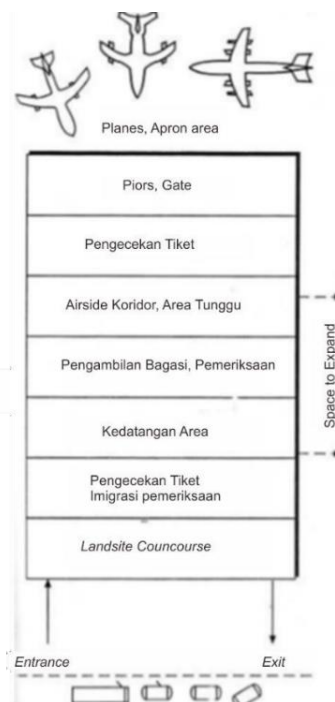 Planes, Apron area
Piors, Gate
Pengecekan Tiket
Airside Koridor, Area Tunggu
Pengambilan Bagasi, Pemeriksaan
Kedatangan Area
Pengecekan Tiket
Imigrasi pemeriksaan
Landsite Councourse
Space to Expand
Entrance
Exit